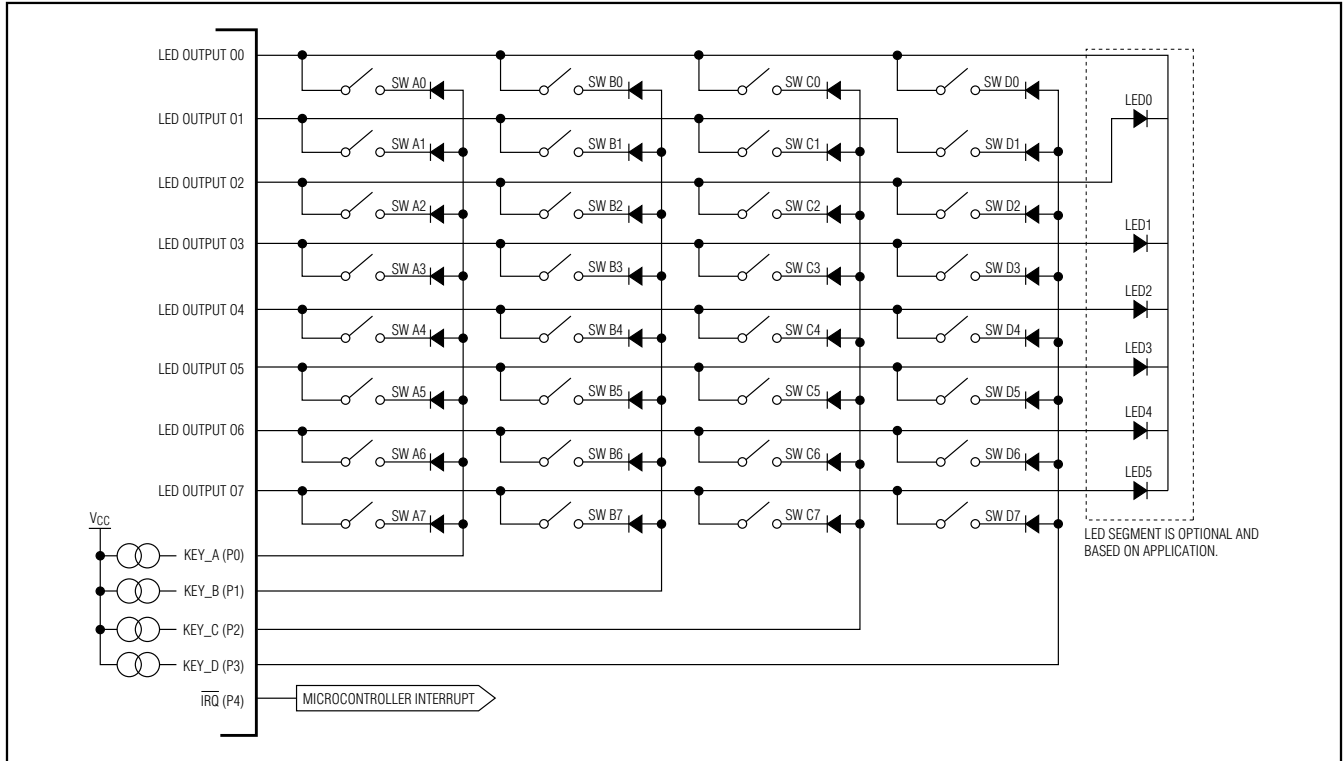 LED OUTPUT O0
SW A0 SW B0 SW C0 SW D0
LED0
LED OUTPUT O1
SW A1 SW B1 SW C1 SW D1
LED OUTPUT O2
SW A2 SW B2 SW C2 SW D2
LED1
LED OUTPUT O3
SW A3 SW B3 SW C3 SW D3
LED2
LED OUTPUT O4
SW A4 SW B4 SW C4 SW D4
LED3
LED OUTPUT O5
SW A5 SW B5 SW C5 SW D5
LED4
LED OUTPUT O6
SW A6 SW B6 SW C6 SW D6
LED5
LED OUTPUT O7
SW A7 SW B7 SW C7 SW D7
VCC
LED SEGMENT IS OPTIONAL AND
BASED ON APPLICATION.
KEY_A (P0)
KEY_B (P1)
KEY_C (P2)
KEY_D (P3)
IRQ (P4)
MICROCONTROLLER INTERRUPT